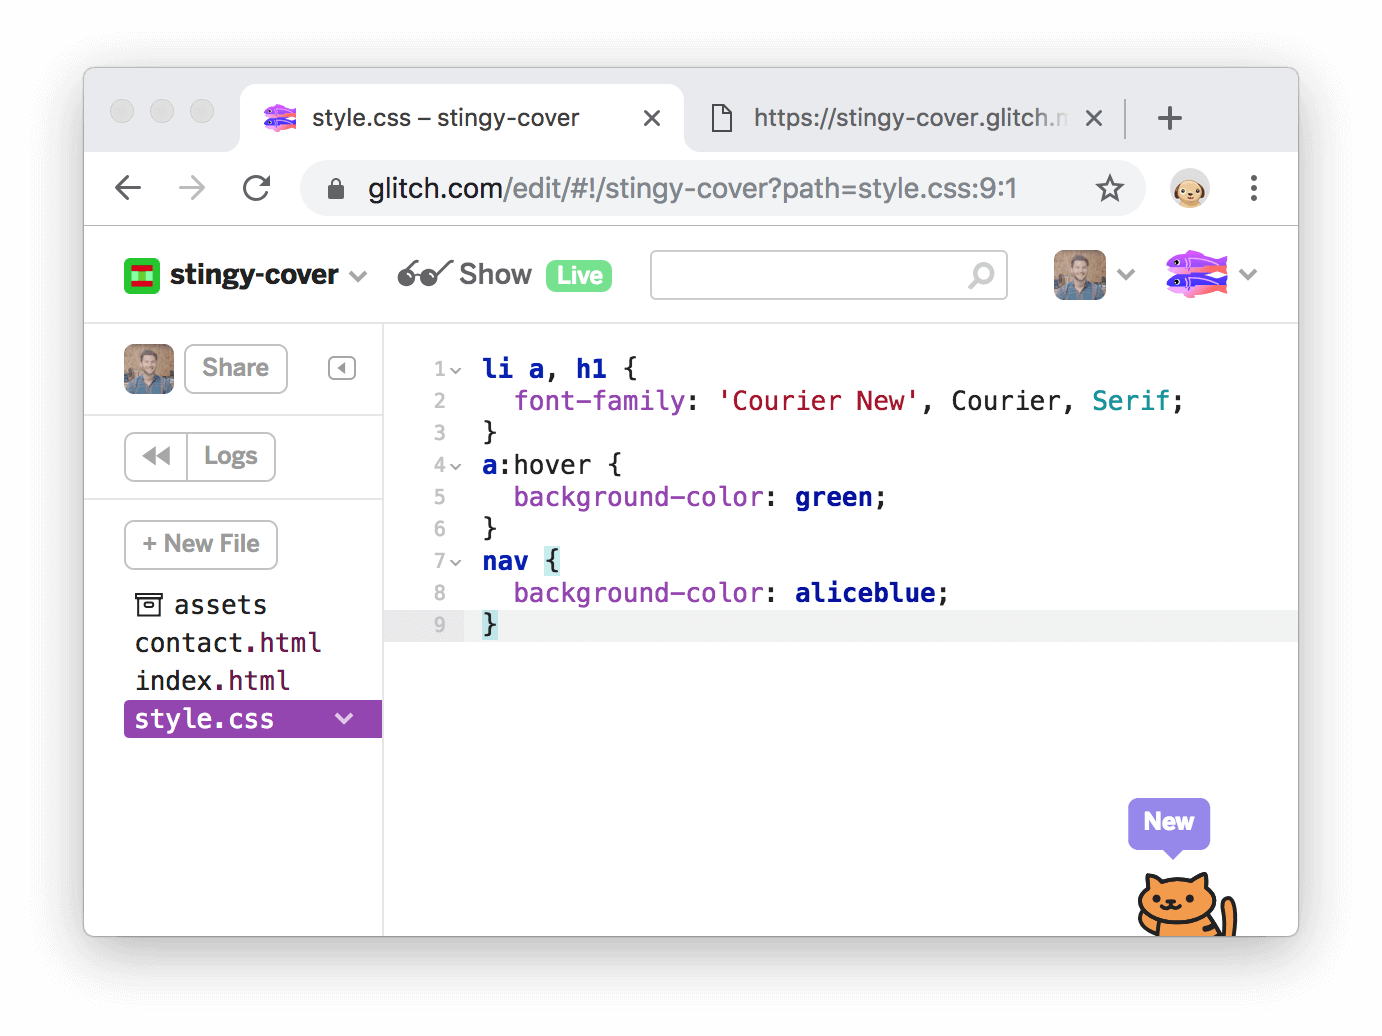 style.css – stingy-cover
https://stingy-cover.glitch.m
glitch.com/edit/#!/stingy-cover?path=style.css:9:1
stingy-cover
Show
Live
Share
Logs
+ New File
assets
contact.html
index.html
style.css
1 li a, h1 {
2 font-family: 'Courier New', Courier, Serif;
3 }
4 a:hover {
5 background-color: green;
6 }
7 nav {
8 background-color: aliceblue;
9 }
New